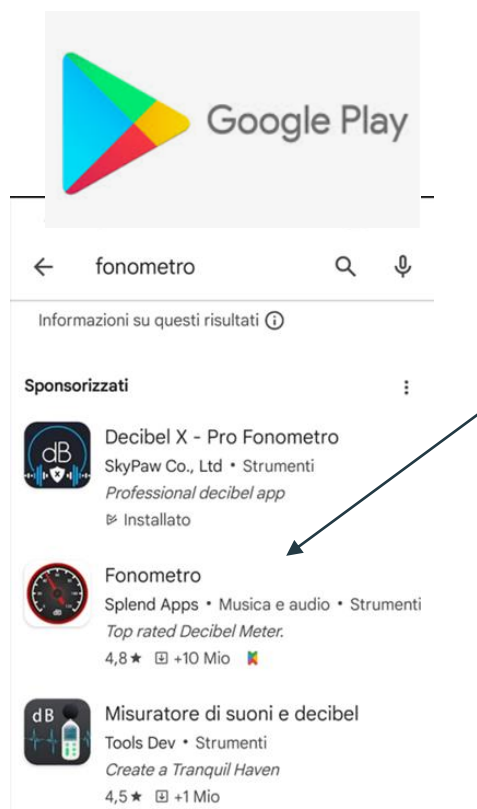 Google Play
fonometro
Informazioni su questi risultati
Sponsorizzati
dB
Decibel X - Pro Fonometro
SkyPaw Co., Ltd • Strumenti
Professional decibel app
Installato
Fonometro
Splend Apps • Musica e audio • Strumenti
Top rated Decibel Meter.
4,8★ +10 Mio
dB
Misuratore di suoni e decibel
Tools Dev • Strumenti
Create a Tranquil Haven
4,5★ +1 Mio